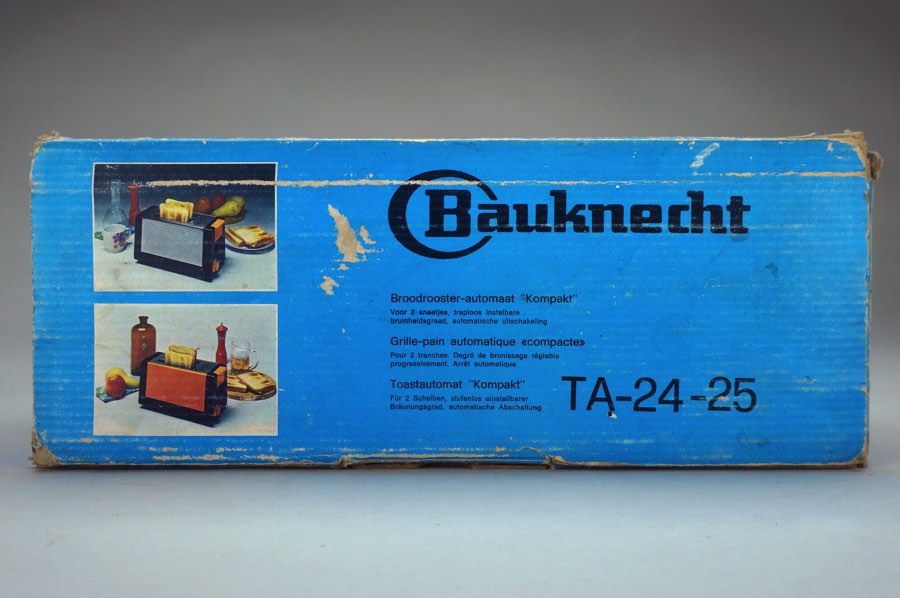 Bauknecht
Broodrooster-automaat "Kompakt"
Voor 2 sneetjes, traploos instelbare
bruinheidsgraad, automatische uitschakeling
Grille-pain automatique «compacte»
Pour 2 tranches. Degré de brunissage réglable
progressivement. Arrêt automatique
Toastautomat "Kompakt"
Für 2 Scheiben, stufenlos einstellbarer
Bräunungsgrad, automatische Abschaltung
TA-24-25